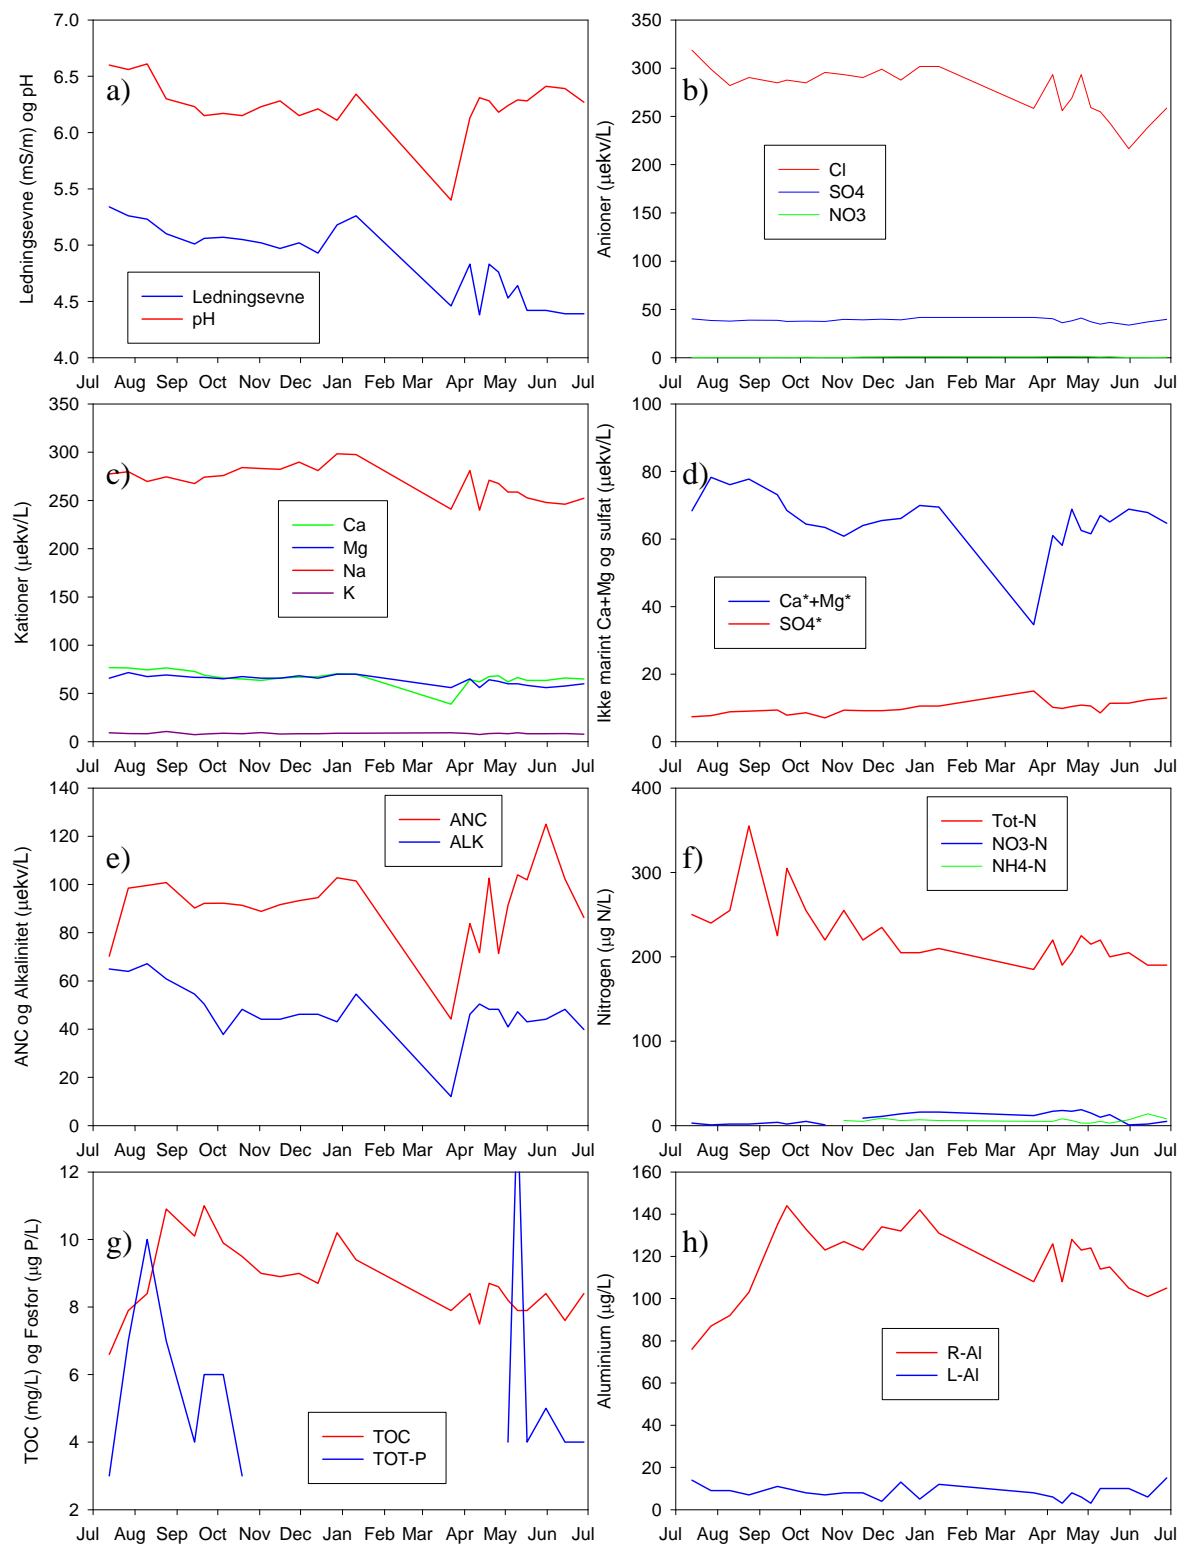 Ledningsevne (mS/m) og pH
7.0
6.5
6.0
5.5
5.0
4.5
4.0
a)
Ledningsevne
pH
Jul Aug Sep Oct Nov Dec Jan Feb Mar Apr May Jun Jul
Anioner (µekv/L)
350
300
250
200
150
100
50
0
b)
Cl
SO4
NO3
Jul Aug Sep Oct Nov Dec Jan Feb Mar Apr May Jun Jul
Kationer (µekv/L)
350
300
250
200
150
100
50
0
c)
Ca
Mg
Na
K
Jul Aug Sep Oct Nov Dec Jan Feb Mar Apr May Jun Jul
Ikke marint Ca+Mg og sulfat (µekv/L)
100
80
60
40
20
0
d)
Ca*+Mg*
SO4*
Jul Aug Sep Oct Nov Dec Jan Feb Mar Apr May Jun Jul
ANC og Alkalinitet (µekv/L)
140
120
100
80
60
40
20
0
e)
ANC
ALK
Jul Aug Sep Oct Nov Dec Jan Feb Mar Apr May Jun Jul
Nitrogen (µg N/L)
400
300
200
100
0
f)
Tot-N
NO3-N
NH4-N
Jul Aug Sep Oct Nov Dec Jan Feb Mar Apr May Jun Jul
TOC (mg/L) og Fosfor (µg P/L)
12
10
8
6
4
2
g)
TOC
TOT-P
Jul Aug Sep Oct Nov Dec Jan Feb Mar Apr May Jun Jul
Aluminium (µg/L)
160
140
120
100
80
60
40
20
0
h)
R-Al
L-Al
Jul Aug Sep Oct Nov Dec Jan Feb Mar Apr May Jun Jul